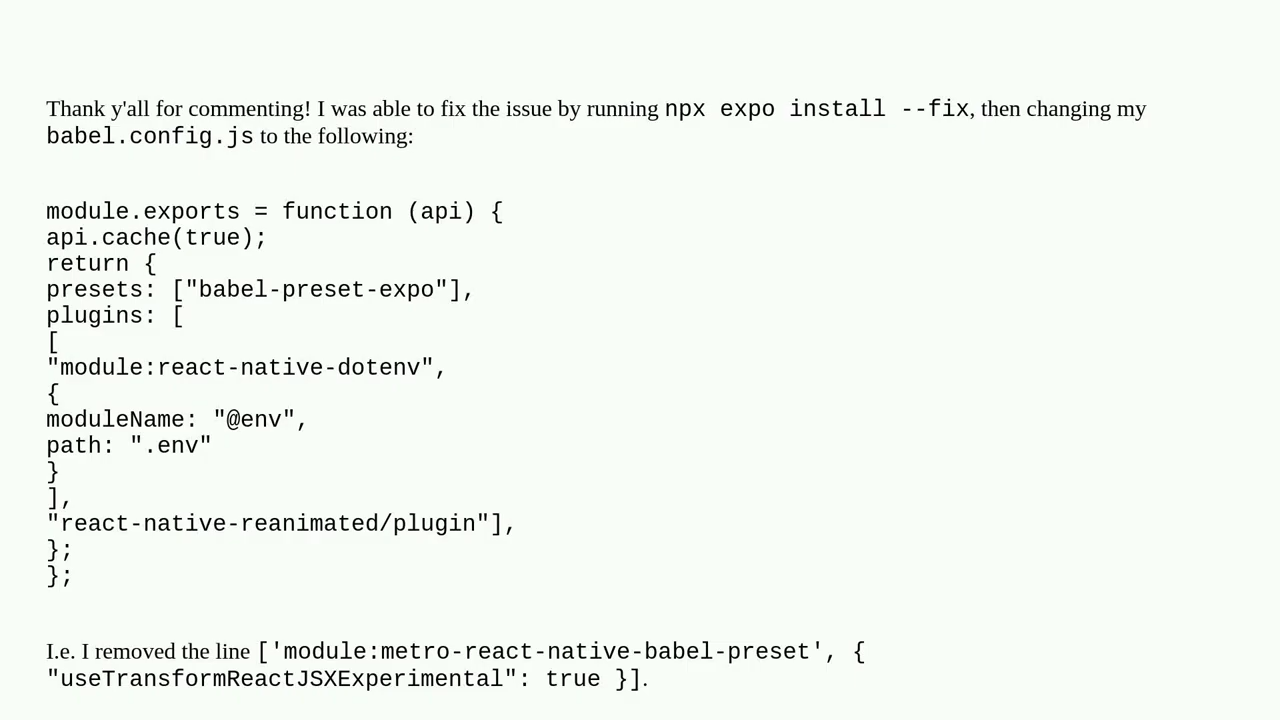 Thank y'all for commenting! I was able to fix the issue by running npx expo install --fix, then changing my
babel.config.js to the following:
module.exports = function (api) {
api.cache(true);
return {
presets: ["babel-preset-expo"],
plugins: [
[
"module:react-native-dotenv",
{
moduleName: "@env",
path: ".env"
}
],
"react-native-reanimated/plugin"],
};
};
I.e. I removed the line ['module:metro-react-native-babel-preset', {
"useTransformReactJSXExperimental": true }].